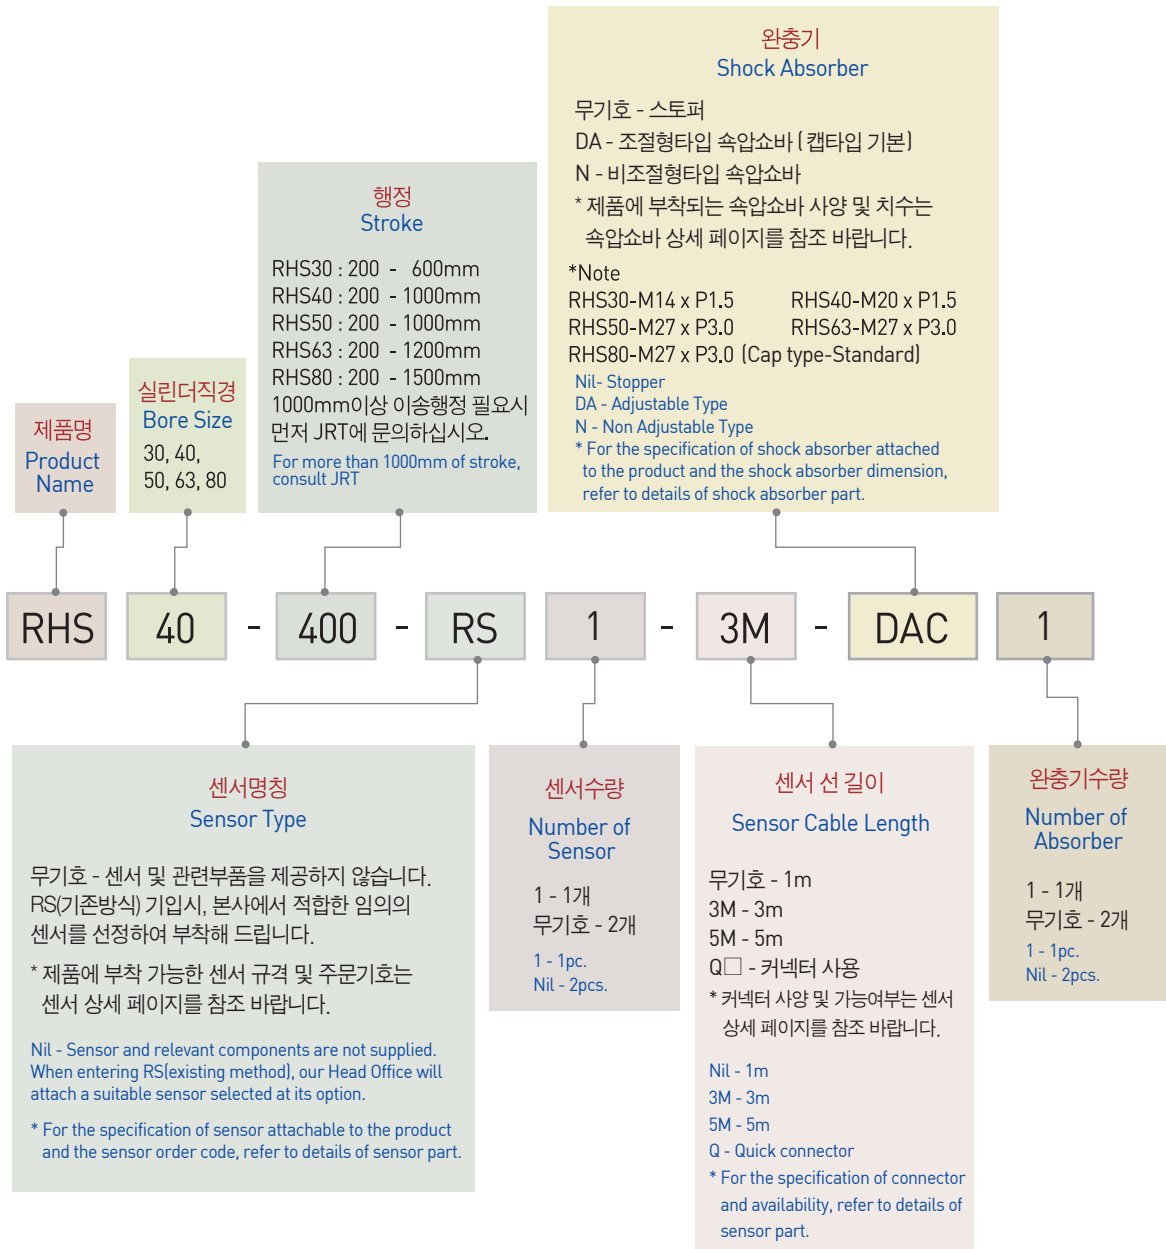 완충기
Shock Absorber
무기호 - 스토퍼
DA - 조절형타입 쇽압쇼바 ( 캡타입 기본 )
N - 비조절형타입 쇽압쇼바
* 제품에 부착되는 쇽압쇼바 사양 및 치수는
쇽압쇼바 상세 페이지를 참조 바랍니다.
*Note
RHS30-M14 x P1.5 RHS40-M20 x P1.5
RHS50-M27 x P3.0 RHS63-M27 x P3.0
RHS80-M27 x P3.0 (Cap type-Standard)
Nil- Stopper
DA - Adjustable Type
N - Non Adjustable Type
* For the specification of shock absorber attached
to the product and the shock absorber dimension,
refer to details of shock absorber part.
행정
Stroke
RHS30 : 200 - 600mm
RHS40 : 200 - 1000mm
RHS50 : 200 - 1000mm
RHS63 : 200 - 1200mm
RHS80 : 200 - 1500mm
1000mm이상 이송행정 필요시
먼저 JRT에 문의하십시오.
For more than 1000mm of stroke,
consult JRT
실린더직경
Bore Size
30, 40,
50, 63, 80
제품명
Product
Name
RHS 40 - 400 - RS 1 - 3M - DAC 1
센서명칭
Sensor Type
무기호 - 센서 및 관련부품을 제공하지 않습니다.
RS(기존방식) 기입시, 본사에서 적합한 임의의
센서를 선정하여 부착해 드립니다.
* 제품에 부착 가능한 센서 규격 및 주문기호는
센서 상세 페이지를 참조 바랍니다.
Nil - Sensor and relevant components are not supplied.
When entering RS(existing method), our Head Office will
attach a suitable sensor selected at its option.
* For the specification of sensor attachable to the product
and the sensor order code, refer to details of sensor part.
센서수량
Number of
Sensor
1 - 1개
무기호 - 2개
1 - 1pc.
Nil - 2pcs.
센서 선 길이
Sensor Cable Length
무기호 - 1m
3M - 3m
5M - 5m
Q□ - 커넥터 사용
* 커넥터 사양 및 가능여부는 센서
상세 페이지를 참조 바랍니다.
Nil - 1m
3M - 3m
5M - 5m
Q - Quick connector
* For the specification of connector
and availability, refer to details of
sensor part.
완충기수량
Number of
Absorber
1 - 1개
무기호 - 2개
1 - 1pc.
Nil - 2pcs.